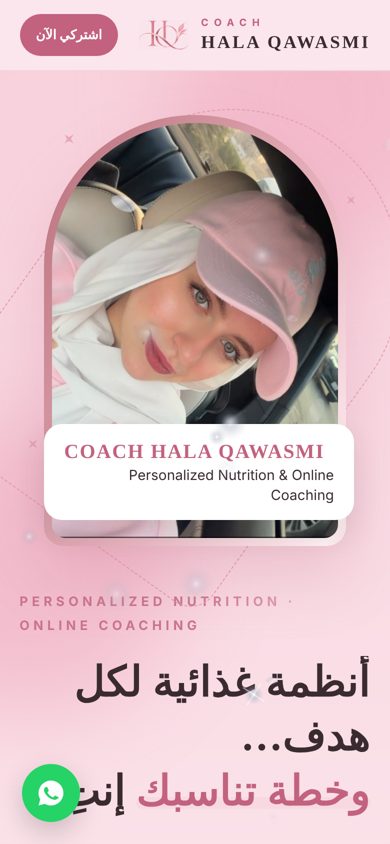 اشتركي الآن
COACH
HALA QAWASMI
COACH HALA QAWASMI
Personalized Nutrition & Online
Coaching
PERSONALIZED NUTRITION ·
ONLINE COACHING
أنظمة غذائية لكل
هدف...
وخطة تناسبك إنتِ